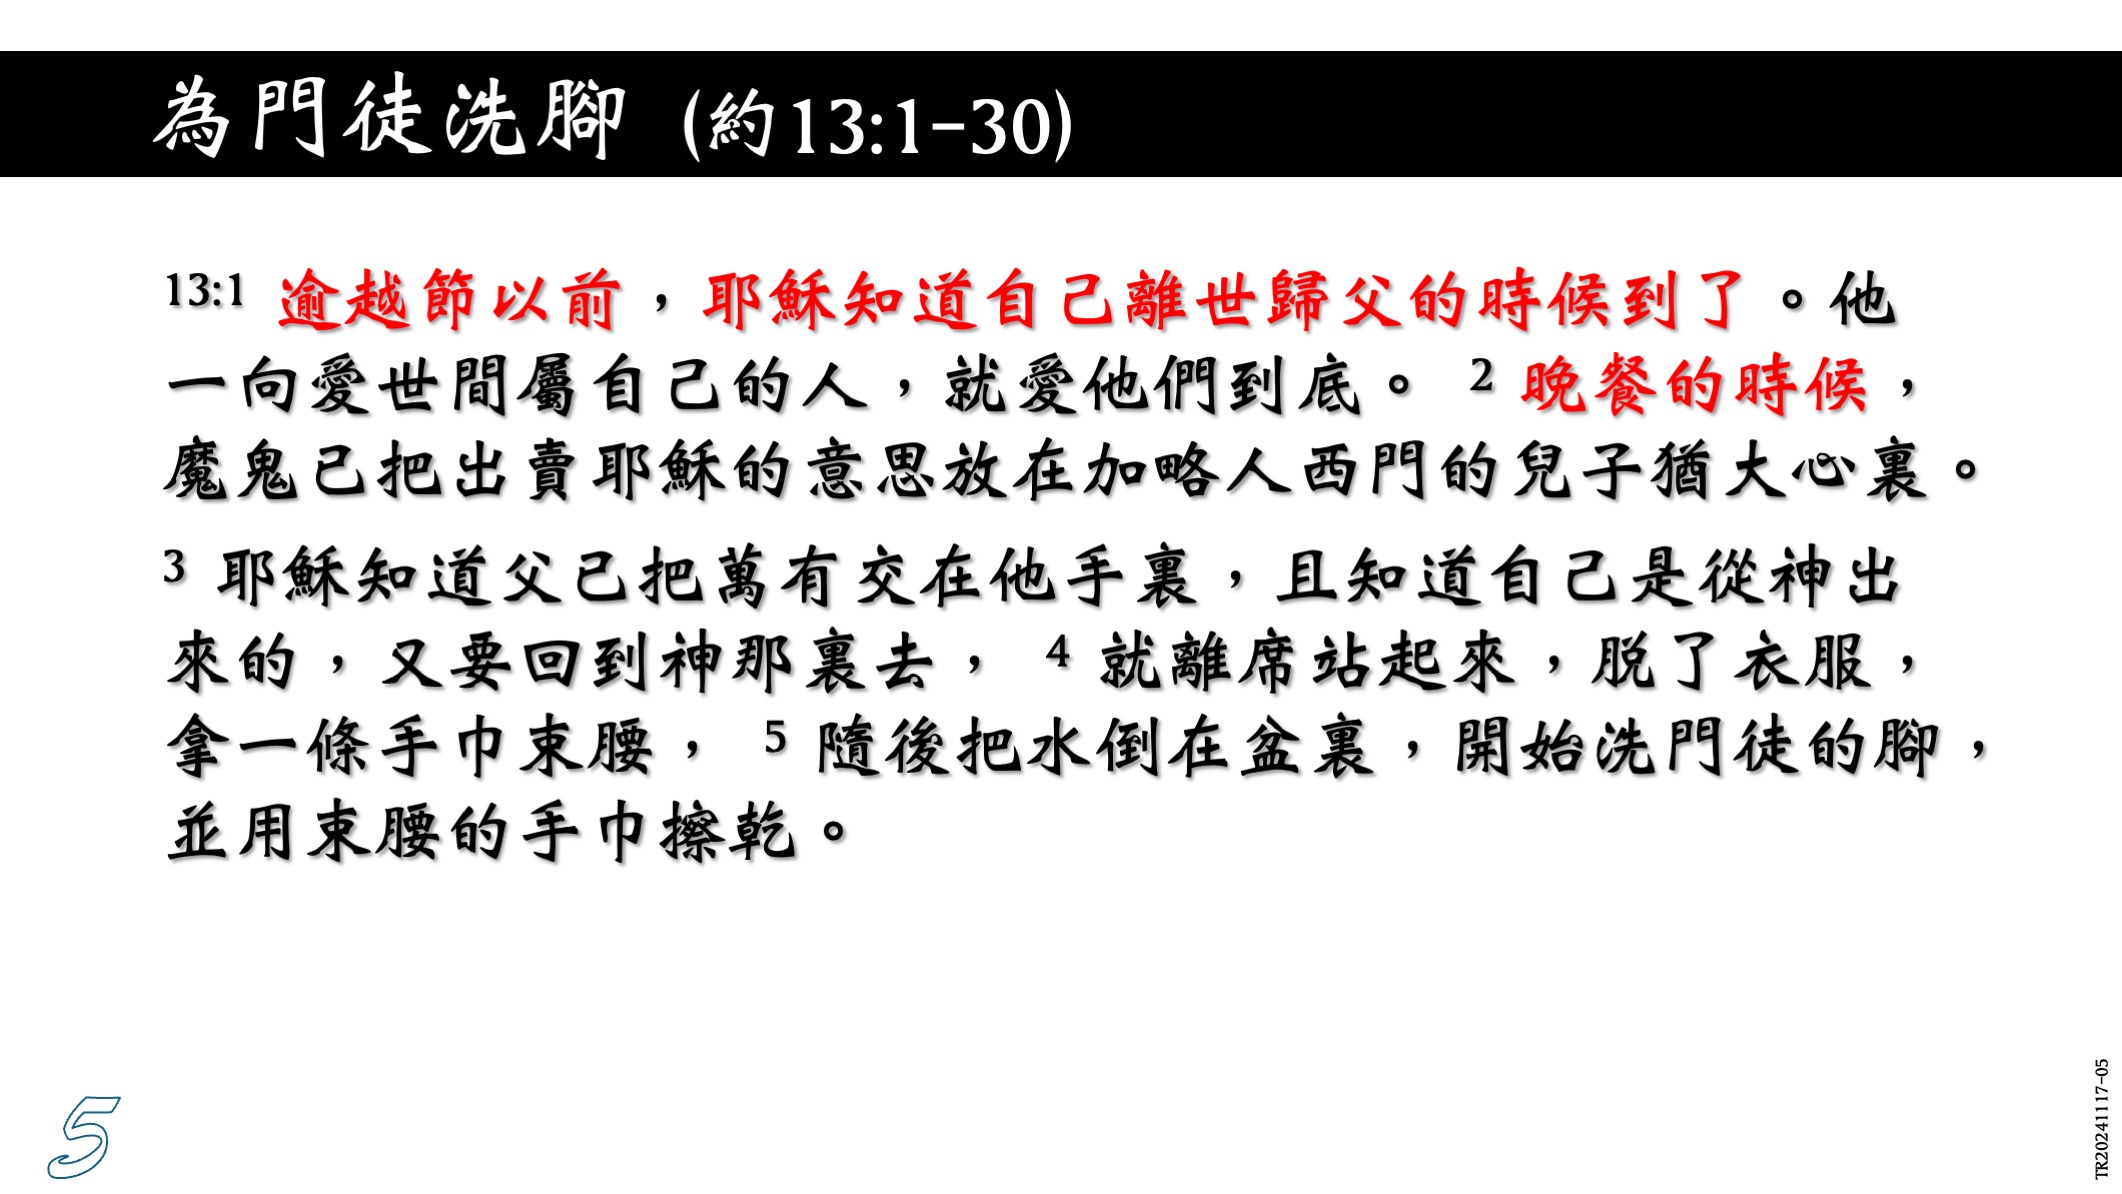 為門徒洗腳 (約13:1-30)
13:1 逾越節以前，耶穌知道自己離世歸父的時候到了。他
一向愛世間屬自己的人，就愛他們到底。 2 晚餐的時候，
魔鬼已把出賣耶穌的意思放在加略人西門的兒子猶大心裏。
3 耶穌知道父已把萬有交在他手裏，且知道自己是從神出
來的，又要回到神那裏去， 4 就離席站起來，脫了衣服，
拿一條手巾束腰， 5 隨後把水倒在盆裏，開始洗門徒的腳，
並用束腰的手巾擦乾。
5
TR20241117-05